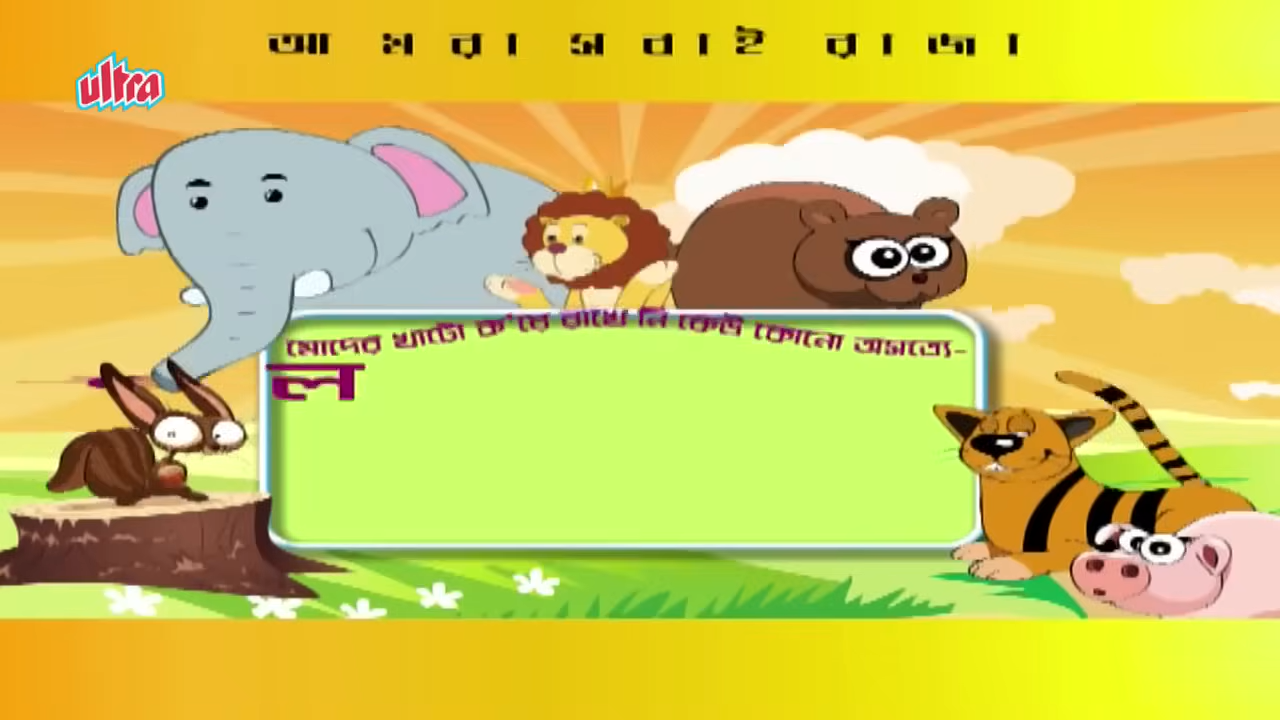 আমরা সবাই রাজা
ultra
মোদের খাটো ক'রে রাখে নি কেউ কোনো অসত্যে-
ল